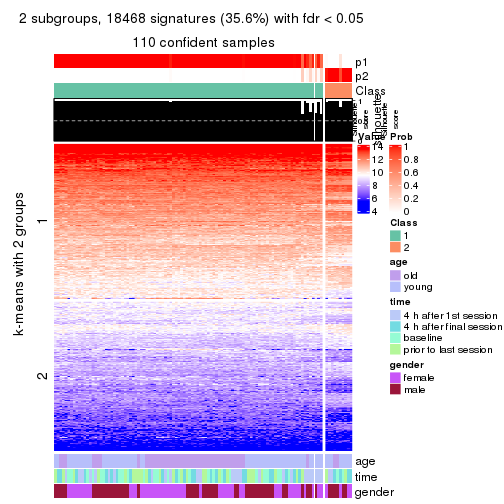 2 subgroups, 18468 signatures (35.6%) with fdr < 0.05
110 confident samples
p1
p2
Class
Silhouette
score
1
k-means with 2 groups
1
2
Value
14
12
10
8
6
4
Prob
1
0.8
0.6
0.4
0.2
0
Class
1
2
age
old
young
time
4 h after 1st session
4 h after final session
baseline
prior to last session
gender
female
male
age
time
gender